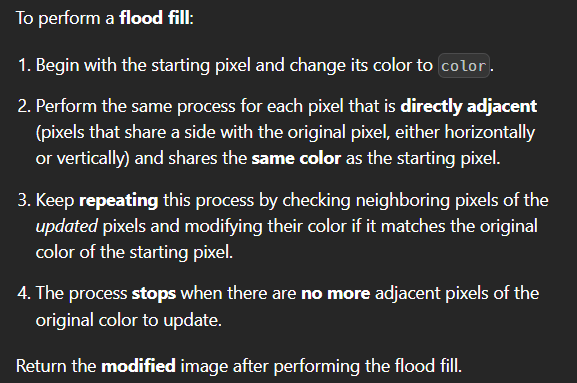 To perform a flood fill:
1. Begin with the starting pixel and change its color to color.
2. Perform the same process for each pixel that is directly adjacent
(pixels that share a side with the original pixel, either horizontally
or vertically) and shares the same color as the starting pixel.
3. Keep repeating this process by checking neighboring pixels of the
updated pixels and modifying their color if it matches the original
color of the starting pixel.
4. The process stops when there are no more adjacent pixels of the
original color to update.
Return the modified image after performing the flood fill.